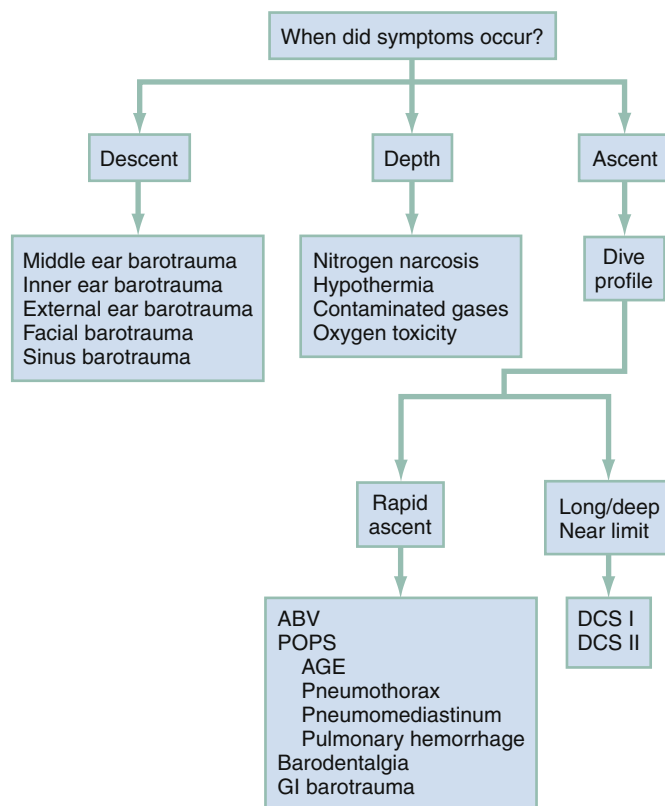 When did symptoms occur?
Descent
Depth
Ascent
Middle ear barotrauma
Inner ear barotrauma
External ear barotrauma
Facial barotrauma
Sinus barotrauma
Nitrogen narcosis
Hypothermia
Contaminated gases
Oxygen toxicity
Dive
profile
Rapid
ascent
Long/deep
Near limit
ABV
POPS
AGE
Pneumothorax
Pneumomediastinum
Pulmonary hemorrhage
Barodentalgia
GI barotrauma
DCS I
DCS II